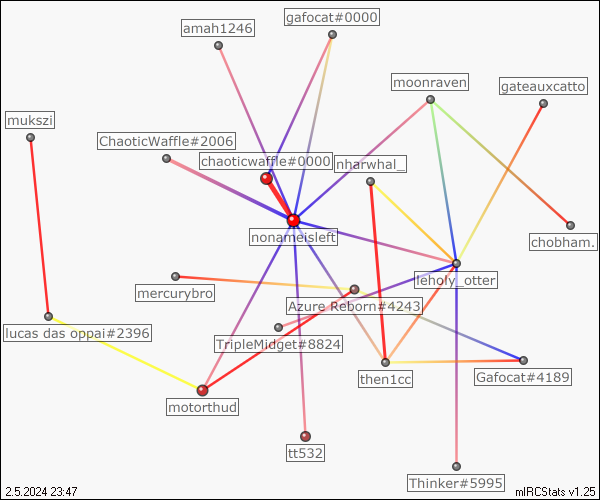 gafocat#0000
amah1246
moonraven
gateauxcatto
mukszi
ChaoticWaffle#2006
chaoticwaffle#0000
nharwhal_
nonameisleft
chobham.
lehofy_otter
mercurybro
Azure Reborn#4243
lucas das oppai#2396
TripleMidget#8824
then1cc
Gafocat#4189
motorthud
tt532
Thinker#5995
2.5.2024 23:47
mIRCStats v1.25